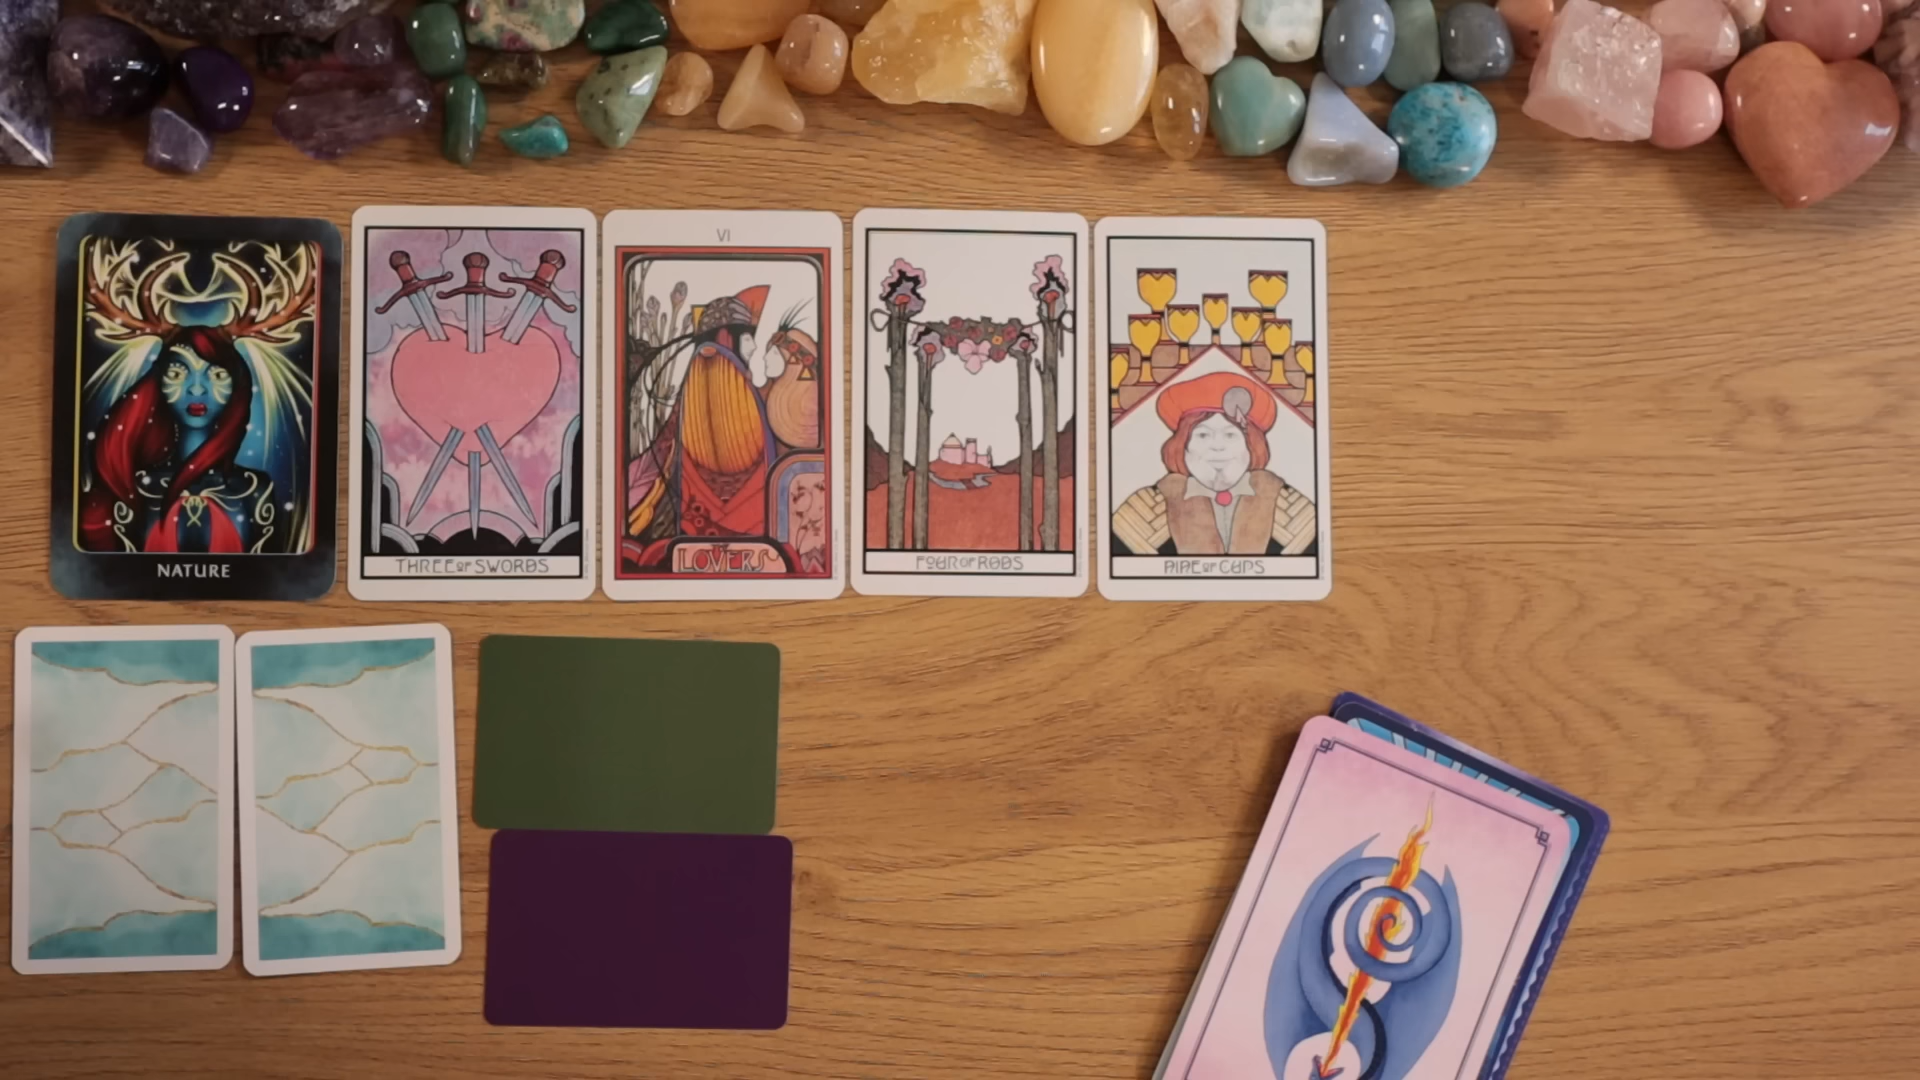 NATURE
THREE OF SWORDS
VI
LOVERS
FOUR OF RODS
NINE OF CUPS